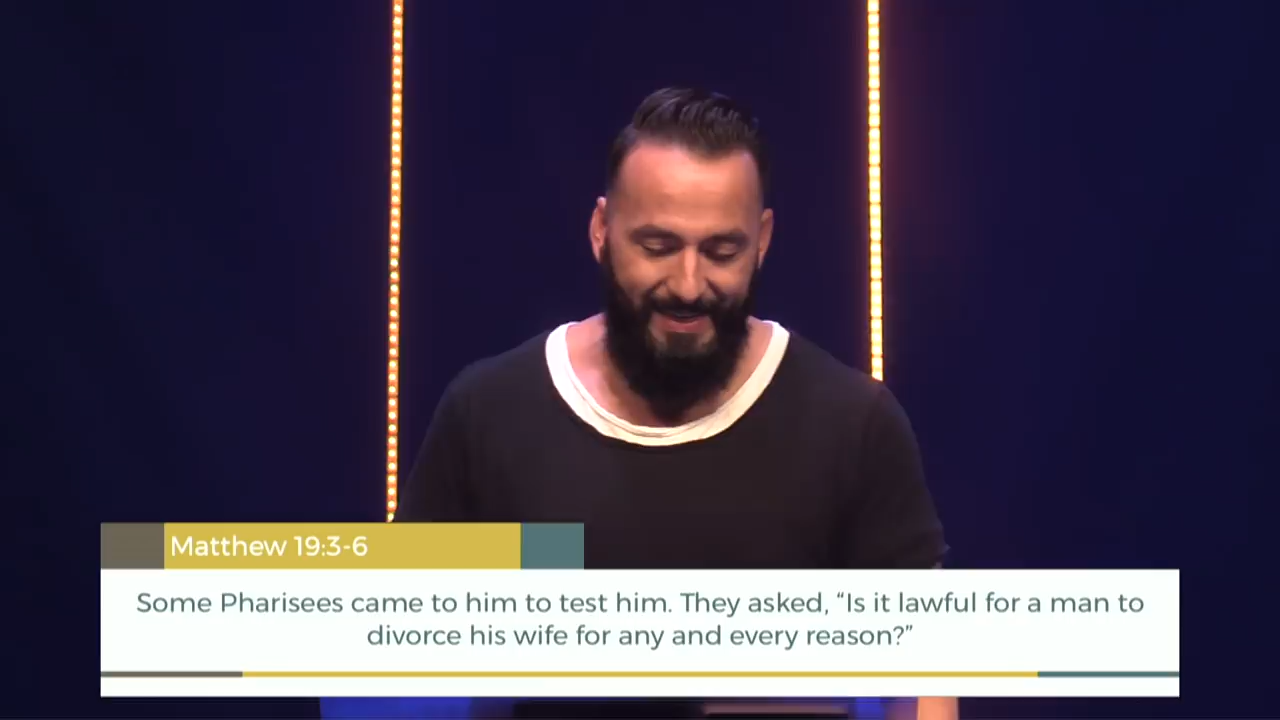 Matthew 19:3-6
Some Pharisees came to him to test him. They asked, “Is it lawful for a man to
divorce his wife for any and every reason?”